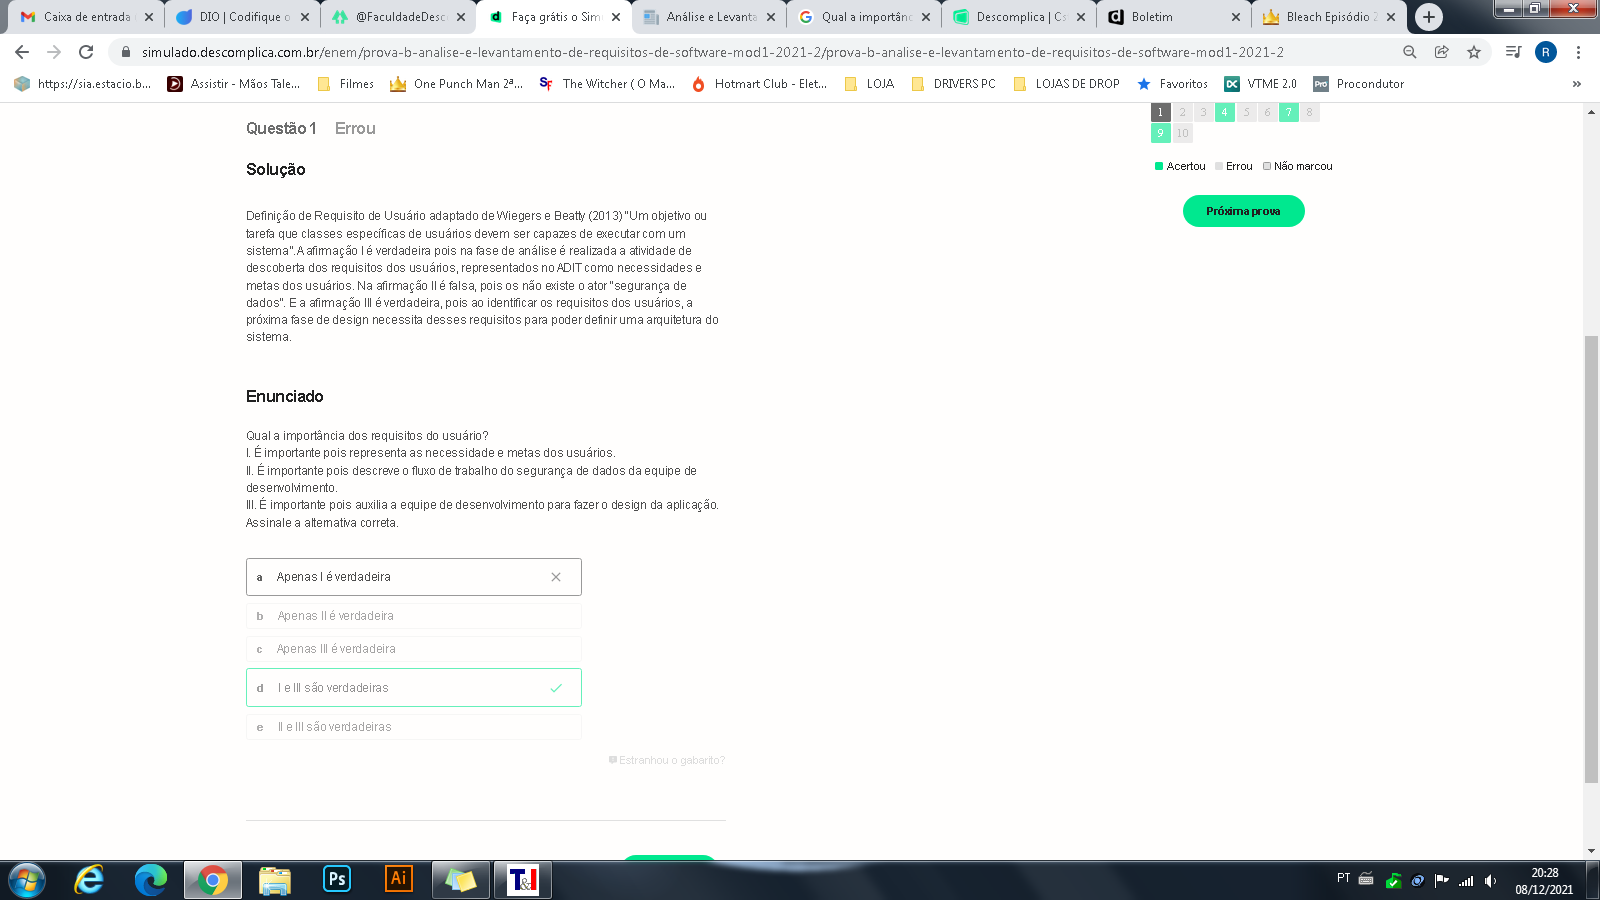 Caixa de entrada
DIO | Codifique o
@FaculdadeDesc
Faça grátis o Sim
Análise e Levanta
Qual a importânc
Descomplica | Cs
Boletim
Bleach Episódio 2
simulado.descomplica.com.br/enem/prova-b-analise-e-levantamento-de-requisitos-de-software-mod1-2021-2/prova-b-analise-e-levantamento-de-requisitos-de-software-mod1-2021-2
R
https://sia.estacio.b...
Assistir - Mãos Tale...
Filmes
One Punch Man 2ª...
SF The Witcher ( O Ma...
Hotmart Club - Elet...
LOJA
DRIVERS PC
LOJAS DE DROP
Favoritos
DC VTME 2.0
Pro Procondutor
»
Questão 1 Errou
Solução
Definição de Requisito de Usuário adaptado de Wiegers e Beatty (2013) "Um objetivo ou
tarefa que classes específicas de usuários devem ser capazes de executar com um
sistema". A afirmação I é verdadeira pois na fase de análise é realizada a atividade de
descoberta dos requisitos dos usuários, representados no ADIT como necessidades e
metas dos usuários. Na afirmação II é falsa, pois os não existe o ator "segurança de
dados". E a afirmação III é verdadeira, pois ao identificar os requisitos dos usuários, a
próxima fase de design necessita desses requisitos para poder definir uma arquitetura do
sistema.
Enunciado
Qual a importância dos requisitos do usuário?
I. É importante pois representa as necessidade e metas dos usuários.
II. É importante pois descreve o fluxo de trabalho do segurança de dados da equipe de
desenvolvimento.
III. É importante pois auxilia a equipe de desenvolvimento para fazer o design da aplicação.
Assinale a alternativa correta.
a Apenas I é verdadeira
b Apenas II é verdadeira
c Apenas III é verdadeira
d I e III são verdadeiras
e II e III são verdadeiras
Estranhou o gabarito?
1 2 3 4 5 6 7 8
9 10
Acertou Errou Não marcou
Próxima prova
Ps
Ai
T&I
PT
20:28
08/12/2021